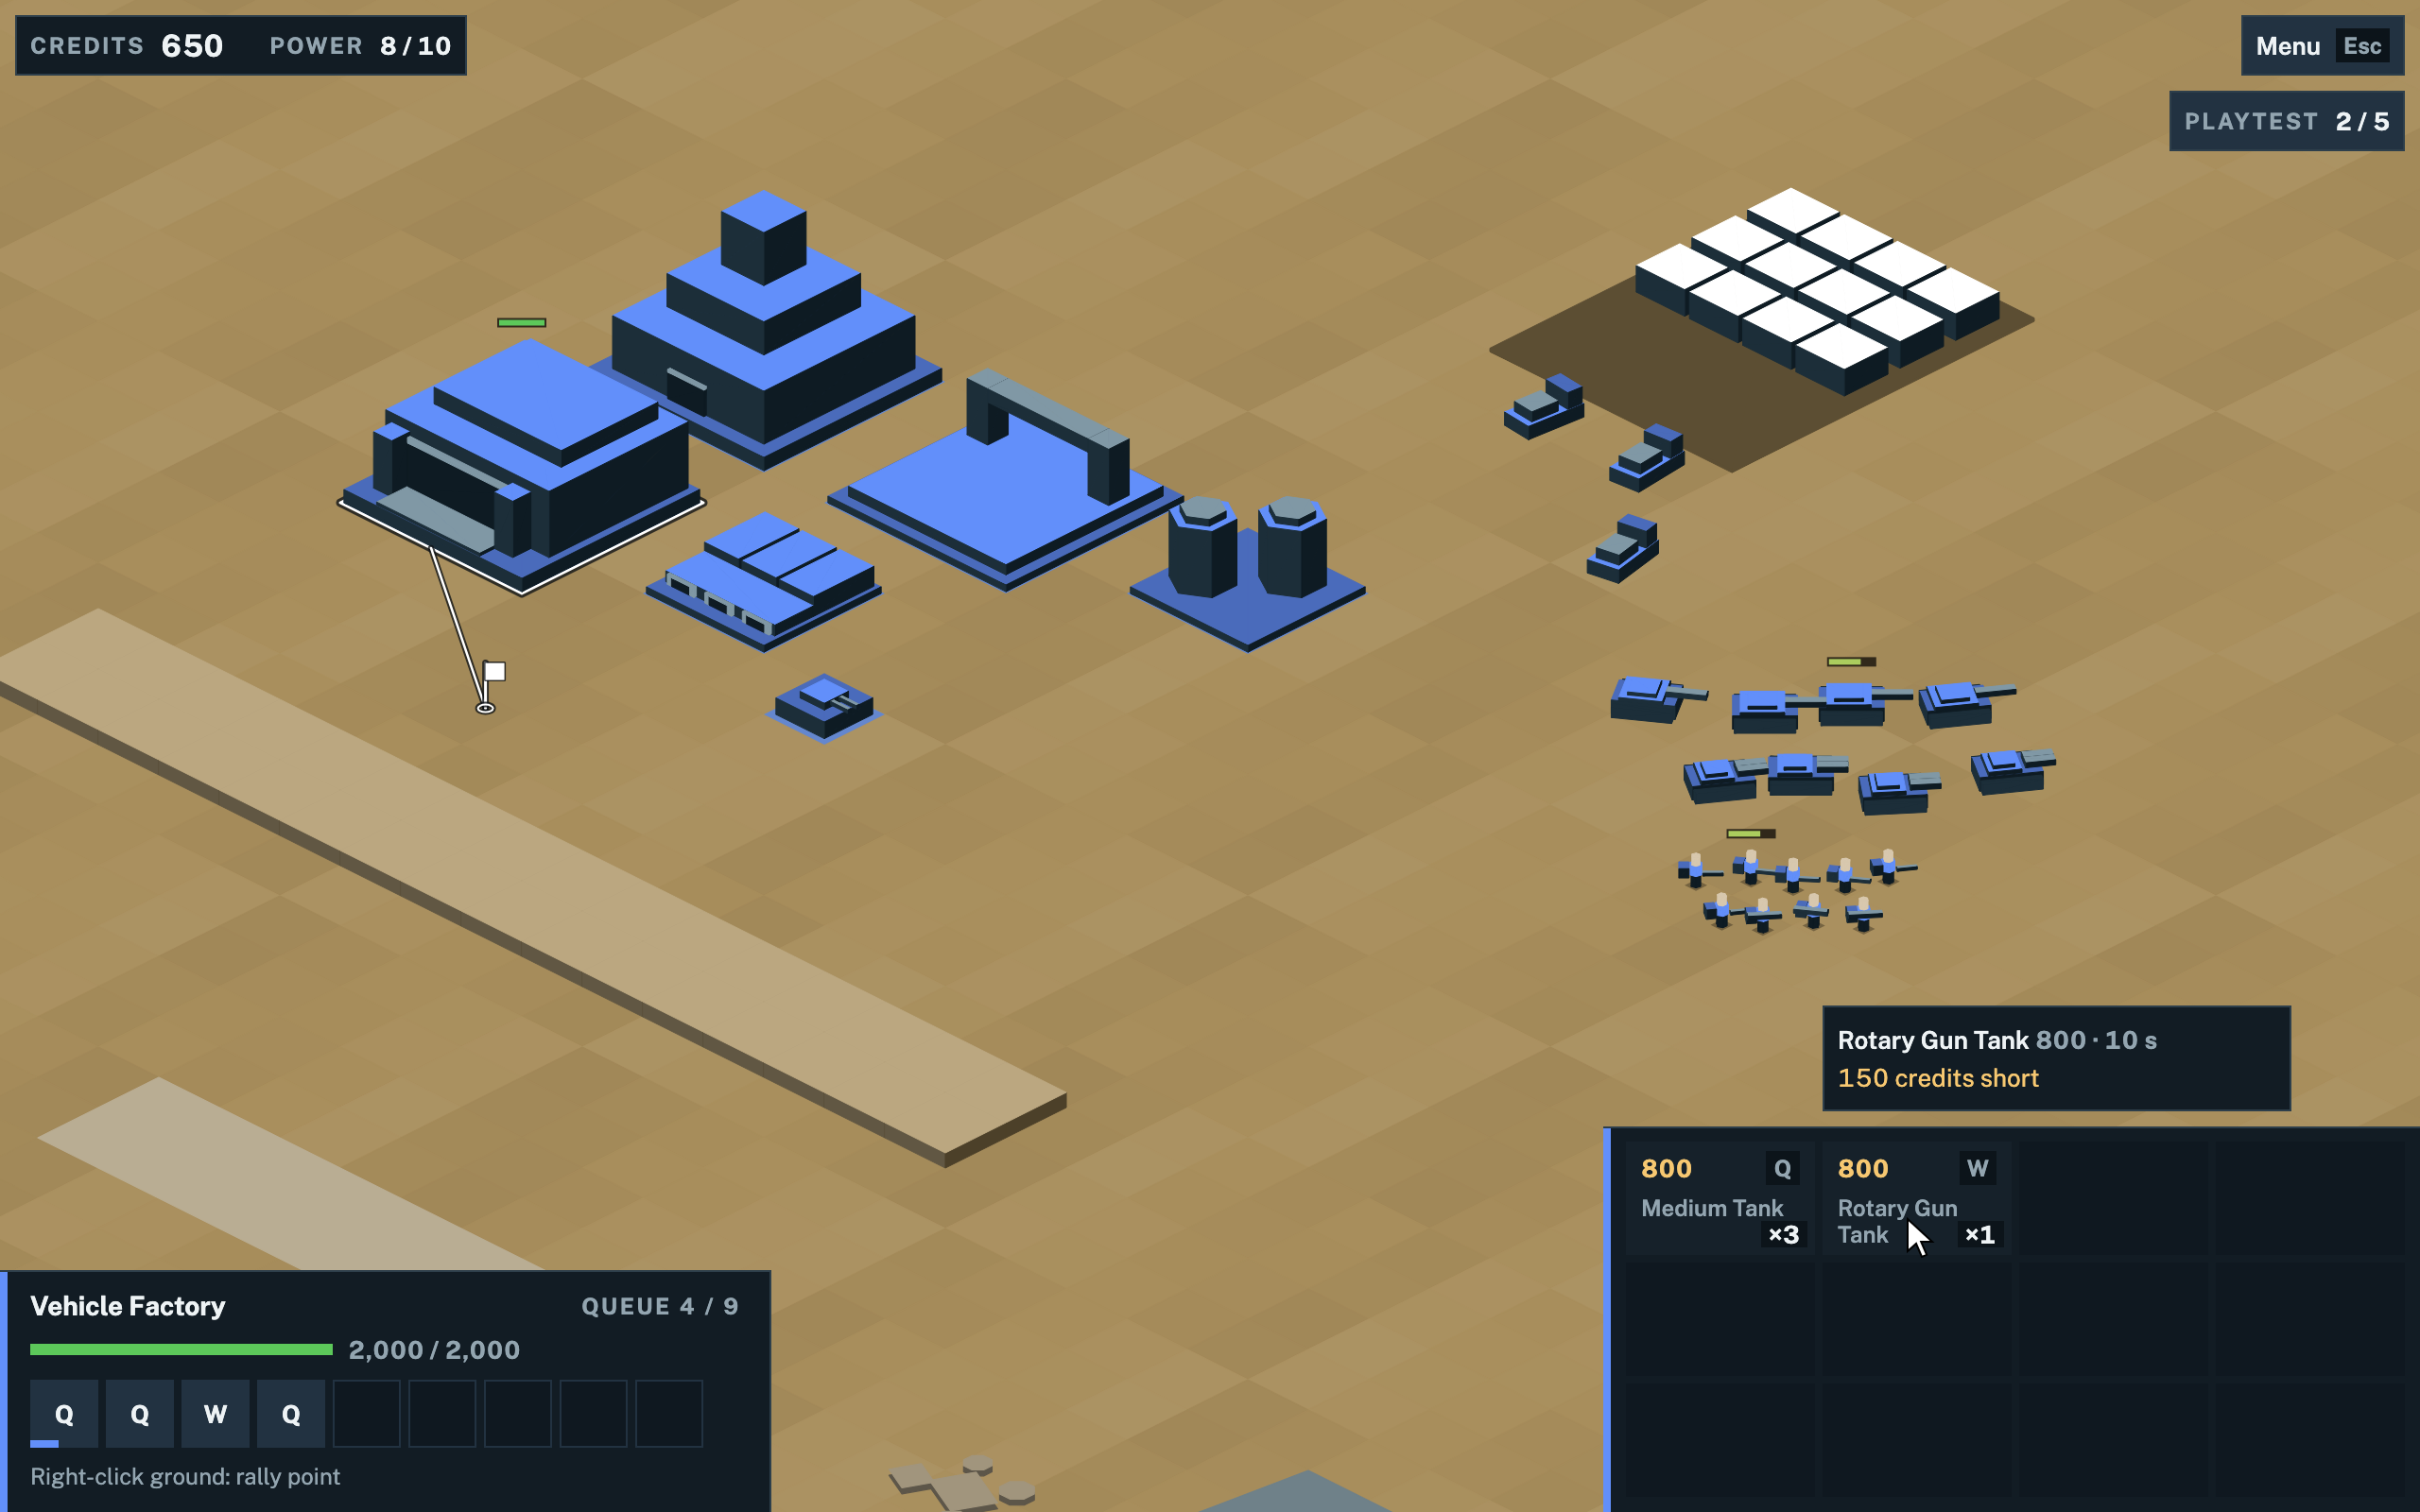 CREDITS 650 POWER 8/10
Menu Esc
PLAYTEST 2/5
Rotary Gun Tank 800 · 10 s
150 credits short
800 Q
Medium Tank
×3
800 W
Rotary Gun
Tank ×1
Vehicle Factory QUEUE 4 / 9
2,000 / 2,000
Q Q W Q
Right-click ground: rally point